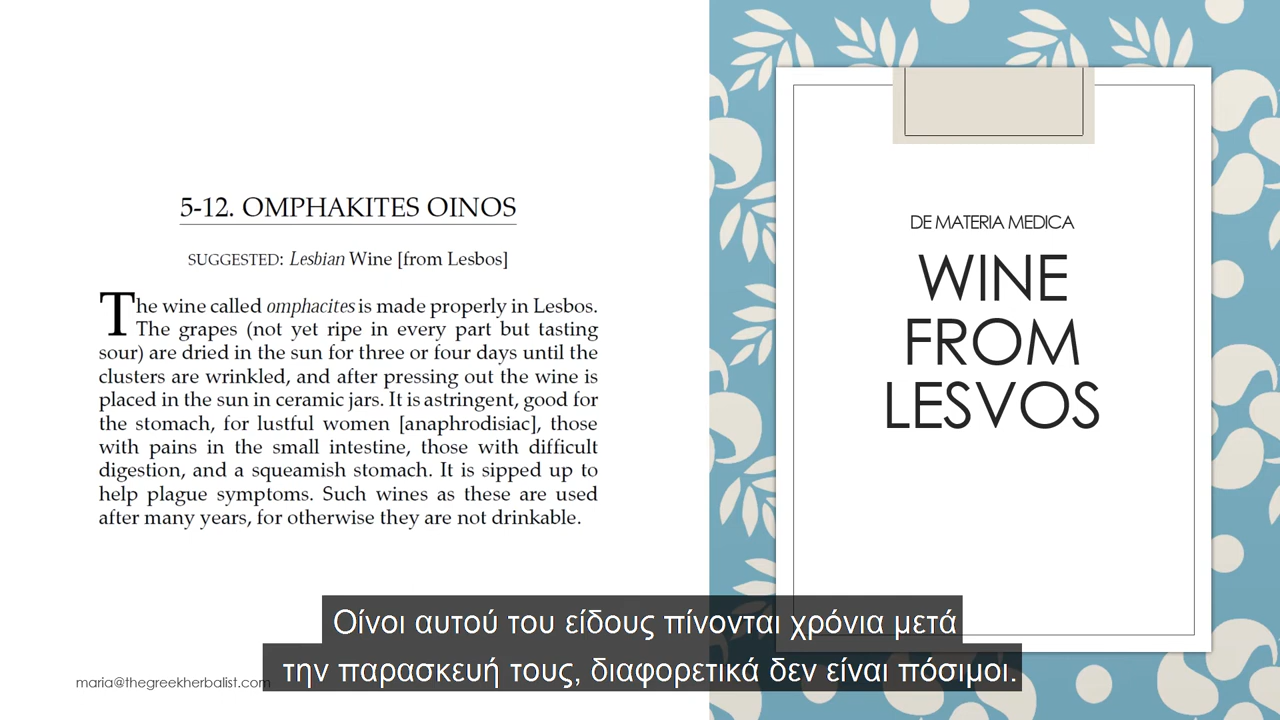 5-12. OMPHAKITES OINOS
SUGGESTED: Lesbian Wine [from Lesbos]
The wine called omphacites is made properly in Lesbos.
The grapes (not yet ripe in every part but tasting
sour) are dried in the sun for three or four days until the
clusters are wrinkled, and after pressing out the wine is
placed in the sun in ceramic jars. It is astringent, good for
the stomach, for lustful women [anaphrodisiac], those
with pains in the small intestine, those with difficult
digestion, and a squeamish stomach. It is sipped up to
help plague symptoms. Such wines as these are used
after many years, for otherwise they are not drinkable.
DE MATERIA MEDICA
WINE
FROM
LESVOS
Οίνοι αυτού του είδους πίνονται χρόνια μετά
την παρασκευή τους, διαφορετικά δεν είναι πόσιμοι.
maria@thegreekherbalist.com